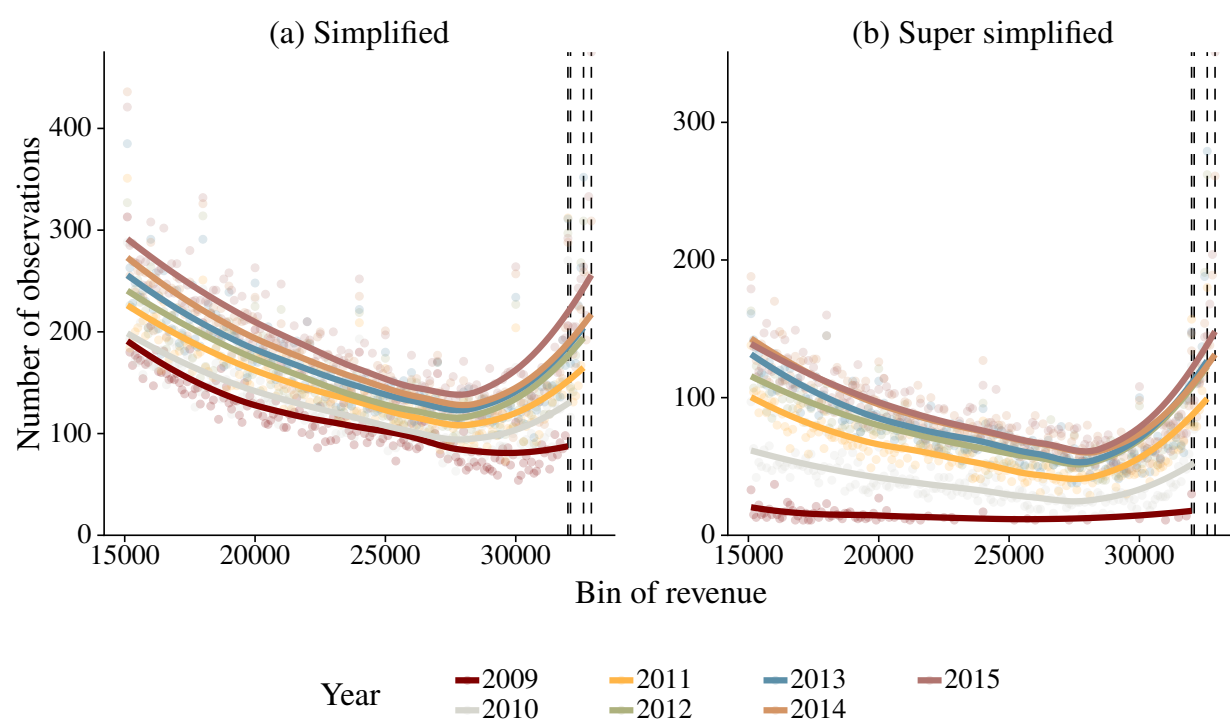 (a) Simplified
(b) Super simplified
Number of observations
400
300
200
100
0
300
200
100
0
15000 20000 25000 30000
15000 20000 25000 30000
Bin of revenue
Year
2009 2011 2013 2015
2010 2012 2014